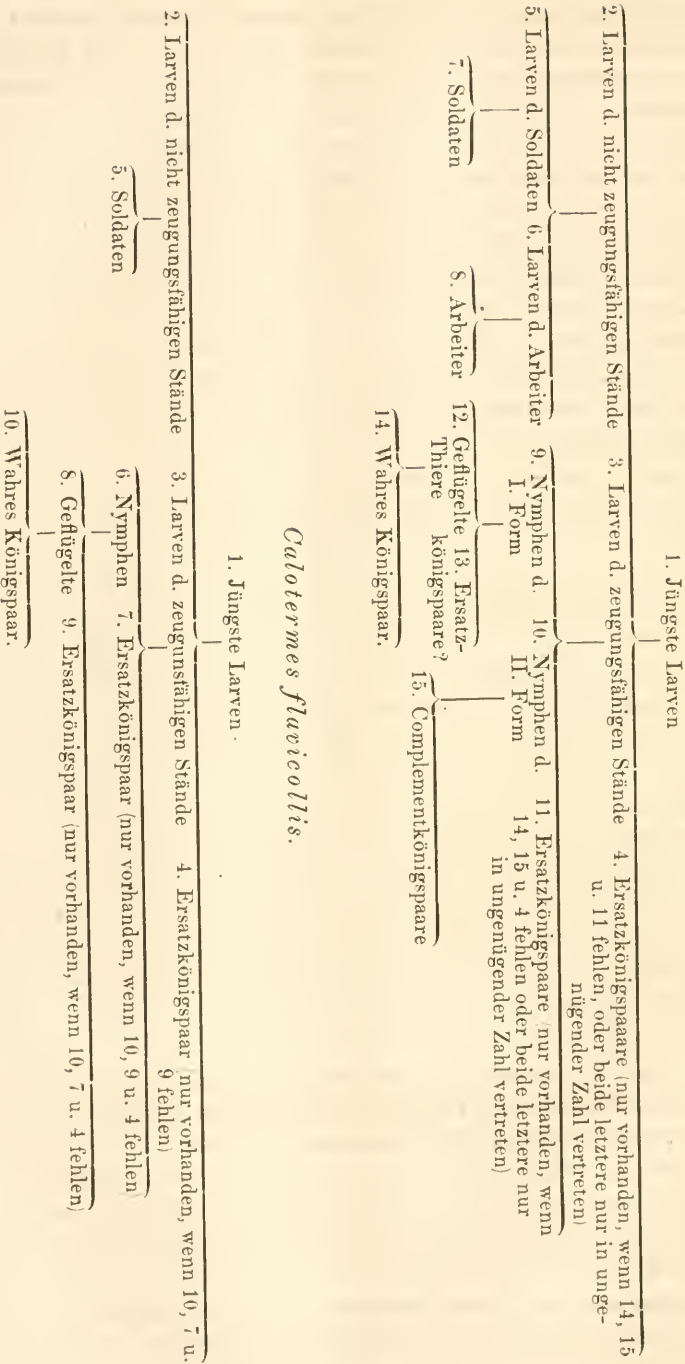 1. Jüngste Larven
2. Larven d. nicht zeugungsfähigen Stände 3. Larven d. zeugungsfähigen Stände 4. Ersatzkönigspaaare (nur vorhanden, wenn 14, 15
u. 11 fehlen, oder beide letztere nur in unge-
nügender Zahl vertreten)
5. Larven d. Soldaten 6. Larven d. Arbeiter 9. Nymphen d. 10. Nymphen d. 11. Ersatzkönigspaare (nur vorhanden, wenn
I. Form II. Form 14, 15 u. 4 fehlen oder beide letztere nur
in ungenügender Zahl vertreten)
7. Soldaten 8. Arbeiter 12. Geflügelte 13. Ersatz-
Thiere königspaare? 15. Complementkönigspaare
14. Wahres Königspaar.
Calotermes flavicollis.
1. Jüngste Larven
2. Larven d. nicht zeugungsfähigen Stände 3. Larven d. zeugunsfähigen Stände 4. Ersatzkönigspaar (nur vorhanden, wenn 10, 7 u.
9 fehlen)
5. Soldaten 6. Nymphen 7. Ersatzkönigspaar (nur vorhanden, wenn 10, 9 u. 4 fehlen
8. Geflügelte 9. Ersatzkönigspaar (nur vorhanden, wenn 10, 7 u. 4 fehlen)
10. Wahres Königspaar.